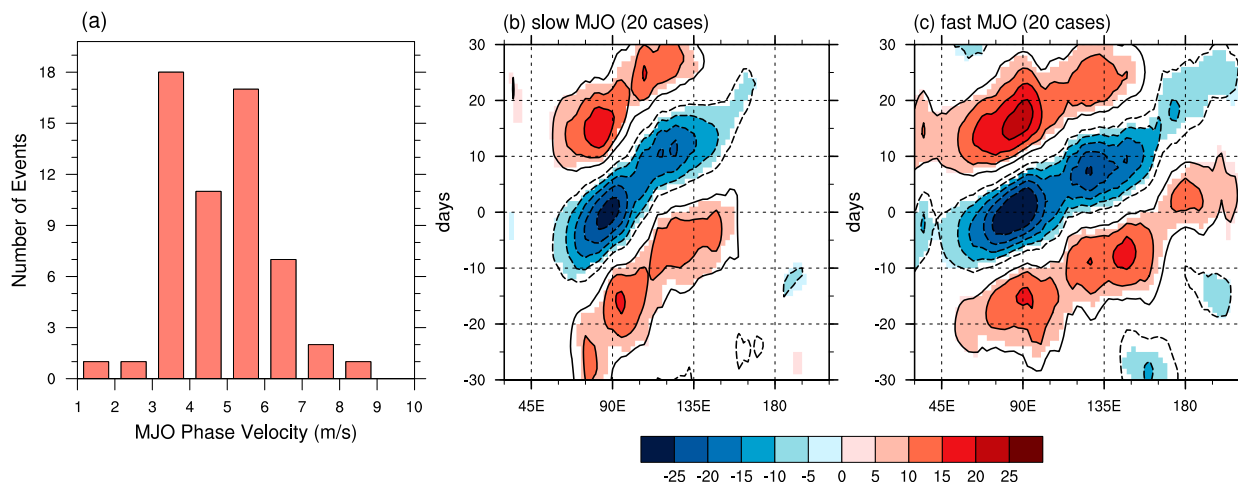 (a)
Number of Events
18
15
12
9
6
3
0
1 2 3 4 5 6 7 8 9 10
MJO Phase Velocity (m/s)
(b) slow MJO (20 cases)
days
30
20
10
0
-10
-20
-30
45E 90E 135E 180
(c) fast MJO (20 cases)
days
30
20
10
0
-10
-20
-30
45E 90E 135E 180
-25 -20 -15 -10 -5 0 5 10 15 20 25